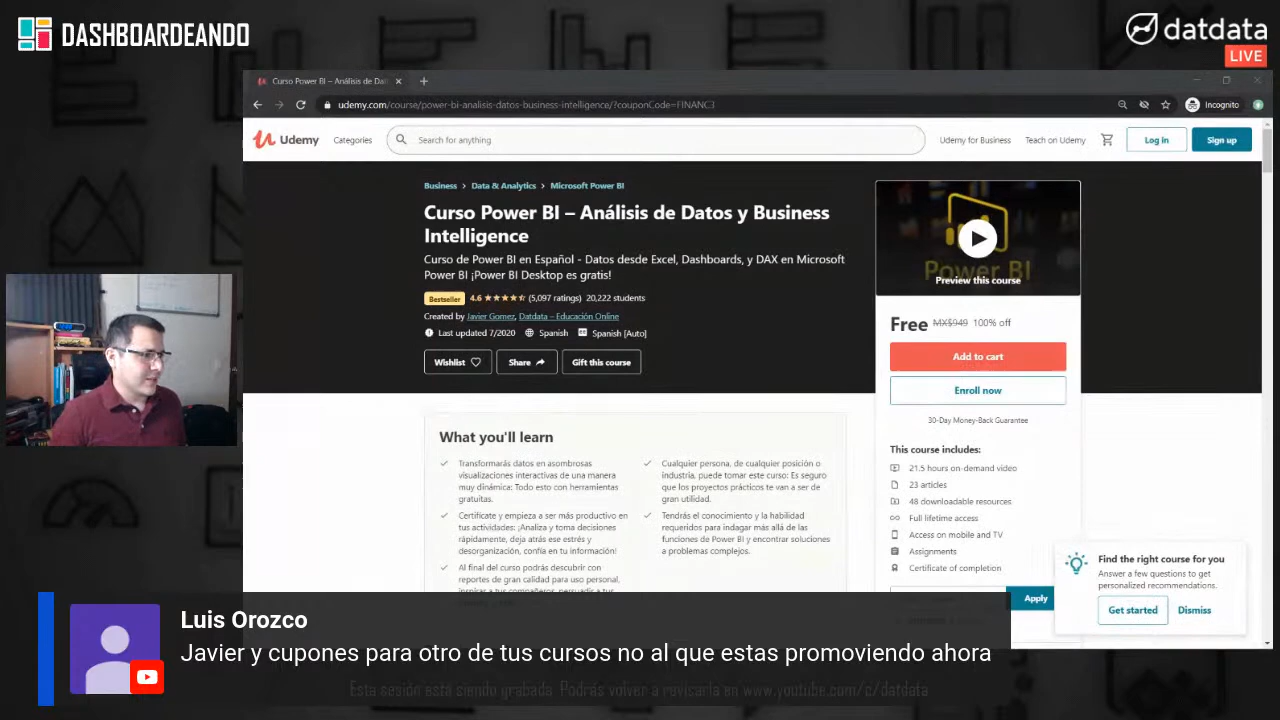 DASHBOARDEANDO
datdata
LIVE
Curso Power BI – Análisis de Dat
udemy.com/course/power-bi-analisis-datos-business-intelligence/?couponCode=FINANC3
Incognito
Udemy
Categories
Search for anything
Udemy for Business
Teach on Udemy
Log in
Sign up
Business > Data & Analytics > Microsoft Power BI
Curso Power BI – Análisis de Datos y Business
Intelligence
Curso de Power BI en Español - Datos desde Excel, Dashboards, y DAX en Microsoft
Power BI ¡Power BI Desktop es gratis!
Bestseller 4.6 (5,097 ratings) 20,222 students
Created by Javier Gomez, Datdata – Educación Online
Last updated 7/2020 Spanish Spanish [Auto]
Wishlist
Share
Gift this course
Power BI
Preview this course
Free MX$949 100% off
Add to cart
Enroll now
30-Day Money-Back Guarantee
This course includes:
21.5 hours on-demand video
23 articles
48 downloadable resources
Full lifetime access
Access on mobile and TV
Assignments
Certificate of completion
Apply
What you'll learn
Transformarás datos en asombrosas
visualizaciones interactivas de una manera
muy dinámica: Todo esto con herramientas
gratuitas.
Certifícate y empieza a ser más productivo en
tus actividades: ¡Analiza y toma decisiones
rápidamente, deja atrás ese estrés y
desorganización, confía en tu información!
Al final del curso podrás descubrir con
reportes de gran calidad para uso personal,
Cualquier persona, de cualquier posición o
industria, puede tomar este curso: Es seguro
que los proyectos prácticos te van a ser de
gran utilidad.
Tendrás el conocimiento y la habilidad
requeridos para indagar más allá de las
funciones de Power BI y encontrar soluciones
a problemas complejos.
Find the right course for you
Answer a few questions to get
personalized recommendations.
Get started
Dismiss
Luis Orozco
Javier y cupones para otro de tus cursos no al que estas promoviendo ahora
Esta sesión está siendo grabada. Podrás volver a revisarla en www.youtube.com/c/datdata